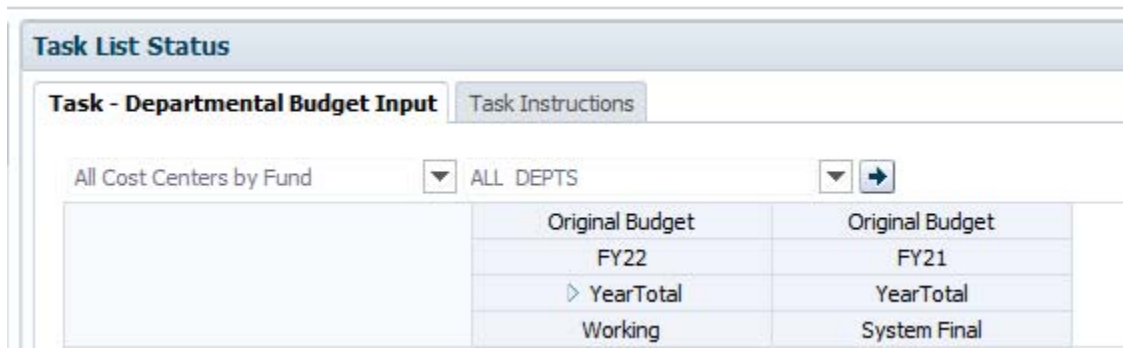 Task List Status
Task - Departmental Budget Input Task Instructions
All Cost Centers by Fund ALL DEPTS
Original Budget Original Budget
FY22 FY21
YearTotal YearTotal
Working System Final